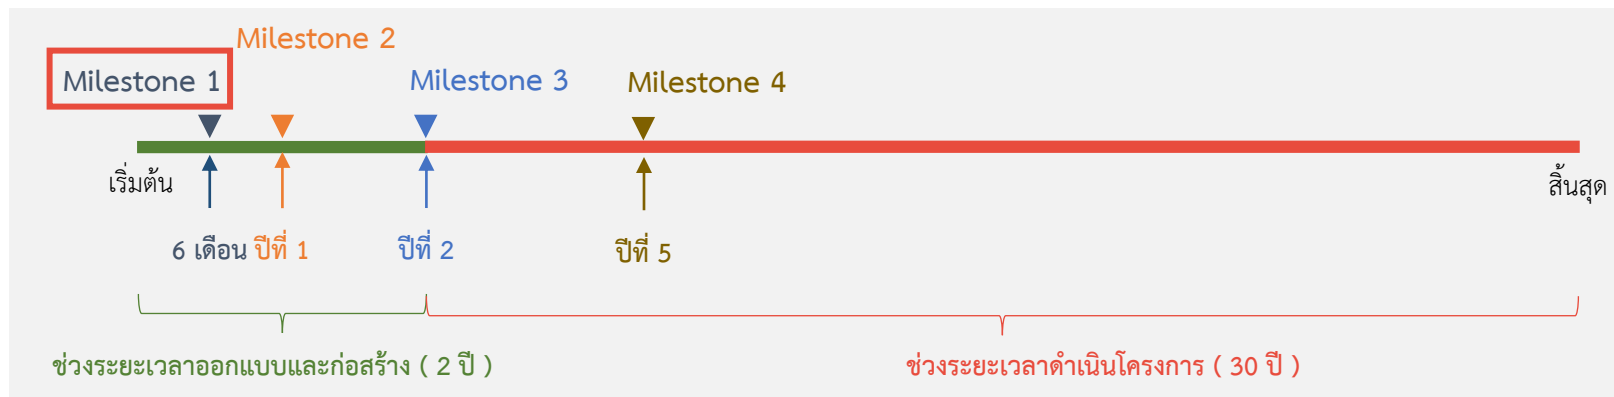 Milestone 2
Milestone 1
Milestone 3
Milestone 4
เริ่มต้น
สิ้นสุด
6 เดือน
ปีที่ 1
ปีที่ 2
ปีที่ 5
ช่วงระยะเวลาออกแบบและก่อสร้าง ( 2 ปี )
ช่วงระยะเวลาดำเนินโครงการ ( 30 ปี )